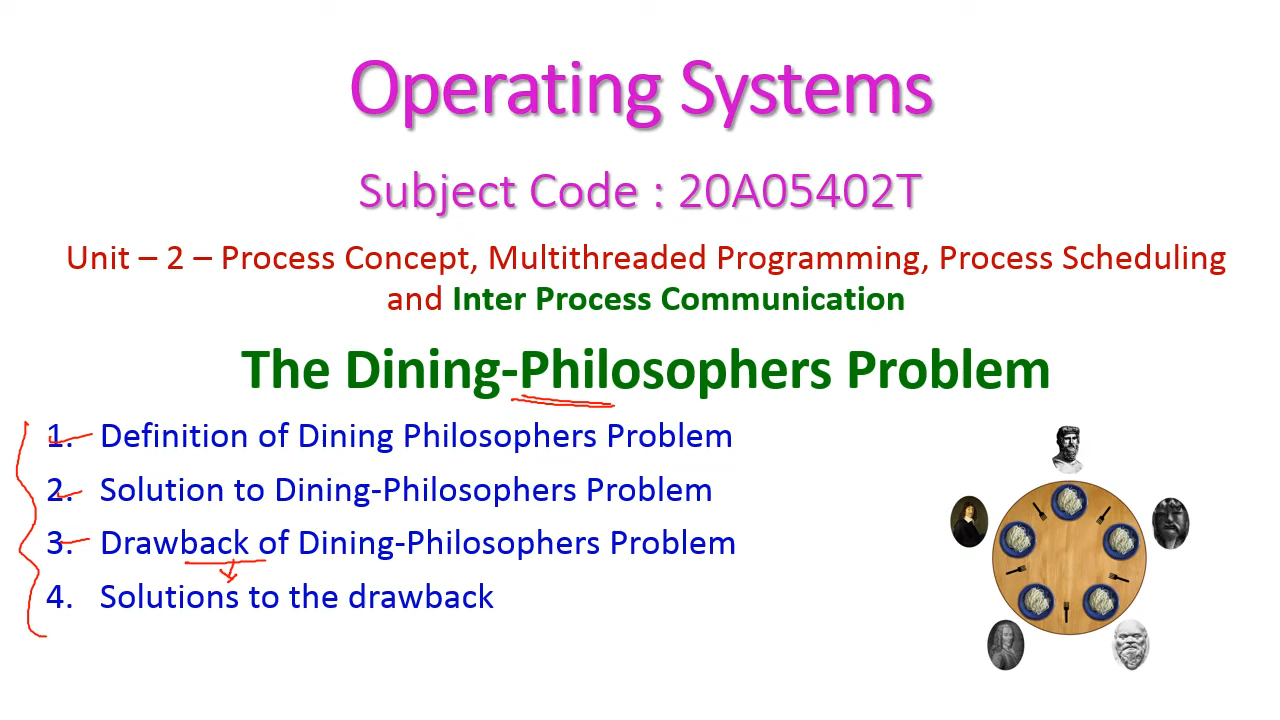 Operating Systems
Subject Code : 20A05402T
Unit – 2 – Process Concept, Multithreaded Programming, Process Scheduling
and Inter Process Communication
The Dining-Philosophers Problem
1. Definition of Dining Philosophers Problem
2. Solution to Dining-Philosophers Problem
3. Drawback of Dining-Philosophers Problem
4. Solutions to the drawback